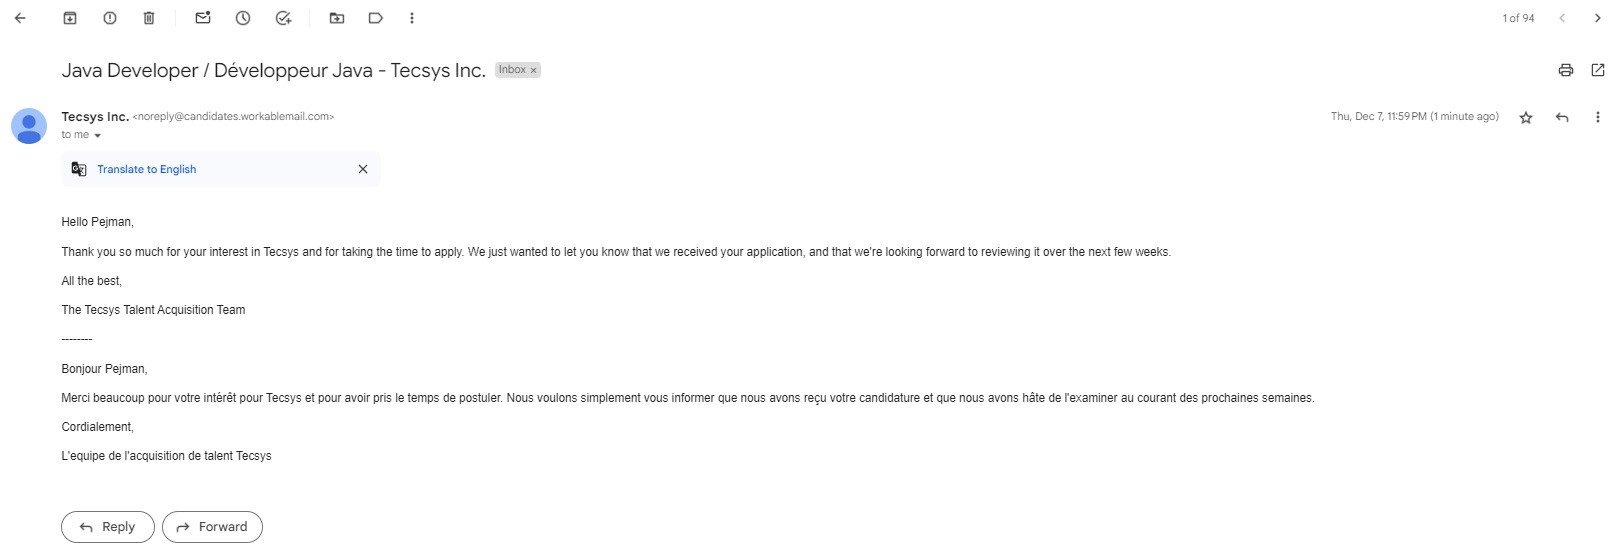 1 of 94
Java Developer / Développeur Java - Tecsys Inc. Inbox ×
Tecsys Inc. <noreply@candidates.workablemail.com> Thu, Dec 7, 11:59 PM (1 minute ago)
to me
Translate to English
Hello Pejman,
Thank you so much for your interest in Tecsys and for taking the time to apply. We just wanted to let you know that we received your application, and that we're looking forward to reviewing it over the next few weeks.
All the best,
The Tecsys Talent Acquisition Team
--------
Bonjour Pejman,
Merci beaucoup pour votre intérêt pour Tecsys et pour avoir pris le temps de postuler. Nous voulons simplement vous informer que nous avons reçu votre candidature et que nous avons hâte de l'examiner au courant des prochaines semaines.
Cordialement,
L'equipe de l'acquisition de talent Tecsys
Reply Forward